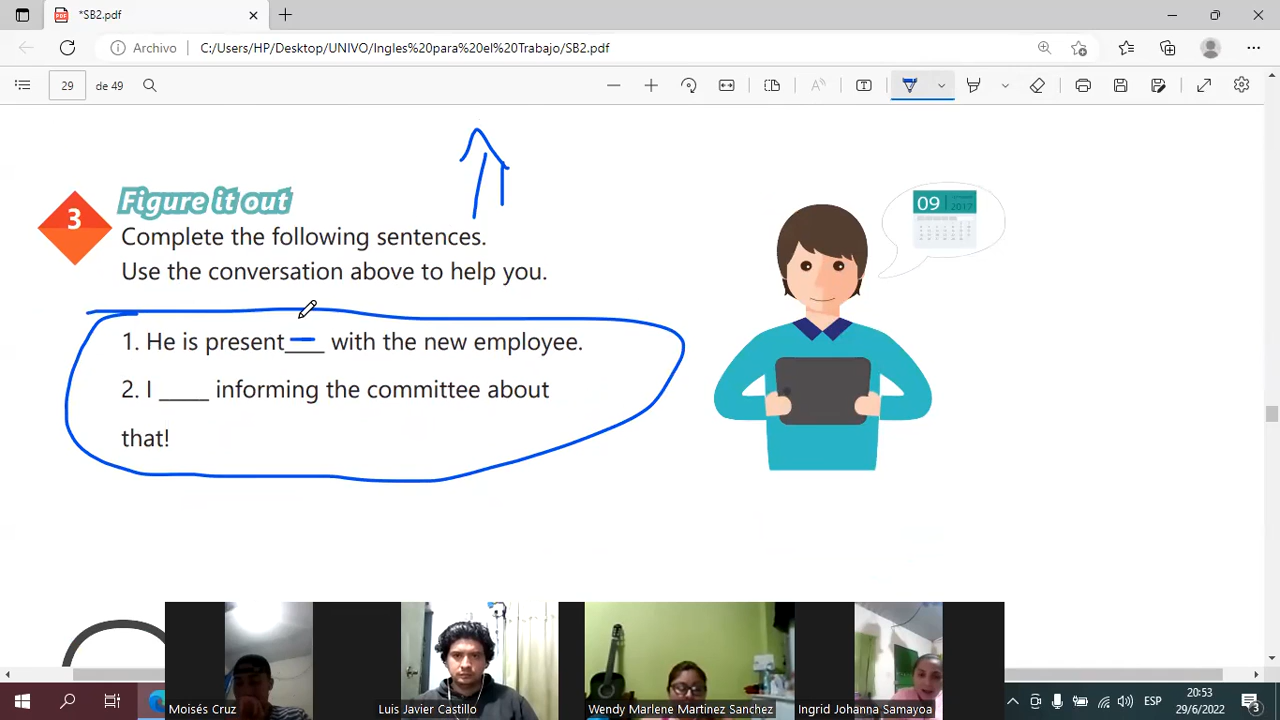 *SB2.pdf
Archivo
C:/Users/HP/Desktop/UNIVO/Ingles%20para%20el%20Trabajo/SB2.pdf
29 de 49
3
Figure it out
Complete the following sentences.
Use the conversation above to help you.
09
2017
1. He is present____ with the new employee.
2. I _____ informing the committee about
that!
Moisés Cruz
Luis Javier Castillo
Wendy Marlene Martinez Sanchez
Ingrid Johanna Samayoa
ESP
20:53
29/6/2022
3